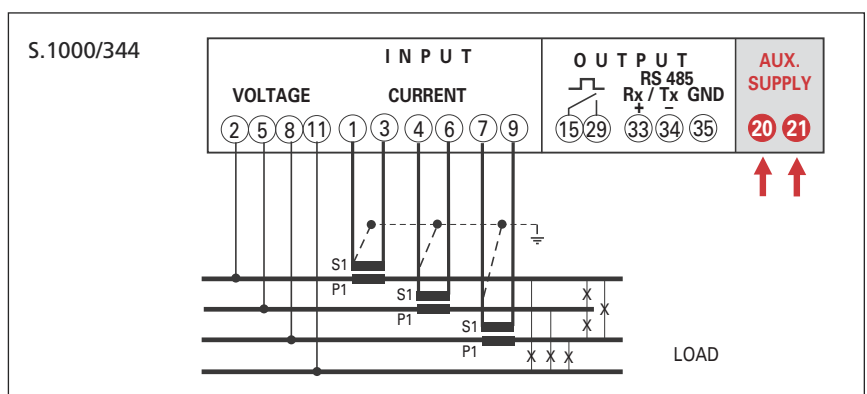 S.1000/344
INPUT
OUTPUT
AUX.
SUPPLY
VOLTAGE
CURRENT
RS 485
Rx / Tx GND
+ −
2 5 8 11 1 3 4 6 7 9 15 29 33 34 35 20 21
S1
P1
S1
P1
S1
P1
X
X
X
X X X
LOAD